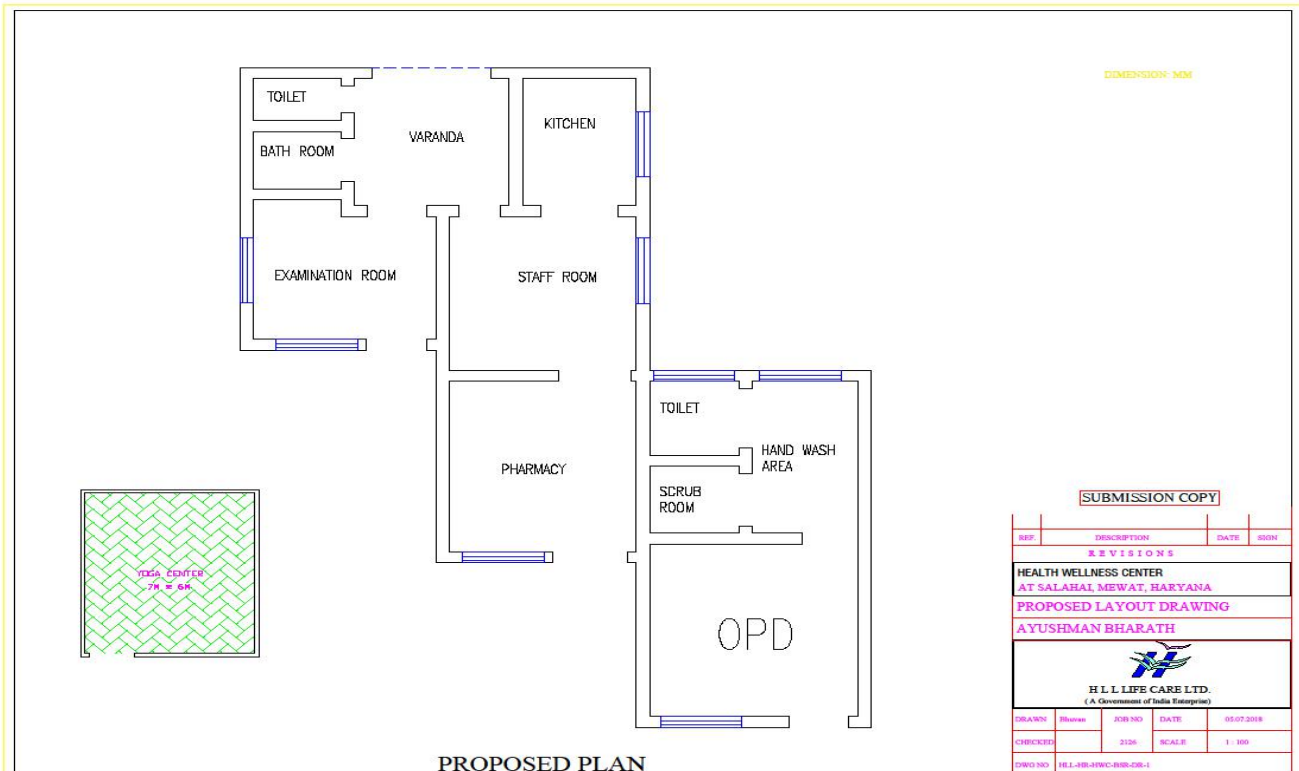 DIMENSION: MM
TOILET
BATH ROOM
VARANDA
KITCHEN
EXAMINATION ROOM
STAFF ROOM
TOILET
HAND WASH
AREA
PHARMACY
SCRUB
ROOM
OPD
YOGA CENTER
7M = 6M
PROPOSED PLAN
SUBMISSION COPY
REF. DESCRIPTION DATE SIGN
REVISIONS
HEALTH WELLNESS CENTER
AT SALAHAI, MEWAT, HARYANA
PROPOSED LAYOUT DRAWING
AYUSHMAN BHARATH
H L L LIFE CARE LTD.
( A Government of India Enterprise)
DRAWN JOB NO DATE 05.07.2018
CHECKED 2126 SCALE 1 : 100
DWG NO HLL-HR-HWC-BSR-DR-1